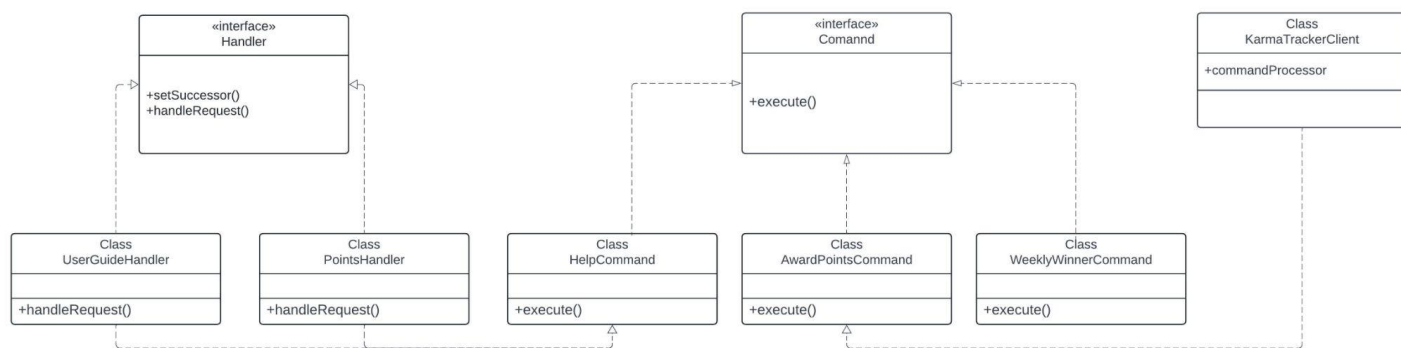 «interface»
Handler
+setSuccessor()
+handleRequest()
«interface»
Comannd
+execute()
Class
KarmaTrackerClient
+commandProcessor
Class
UserGuideHandler
+handleRequest()
Class
PointsHandler
+handleRequest()
Class
HelpCommand
+execute()
Class
AwardPointsCommand
+execute()
Class
WeeklyWinnerCommand
+execute()